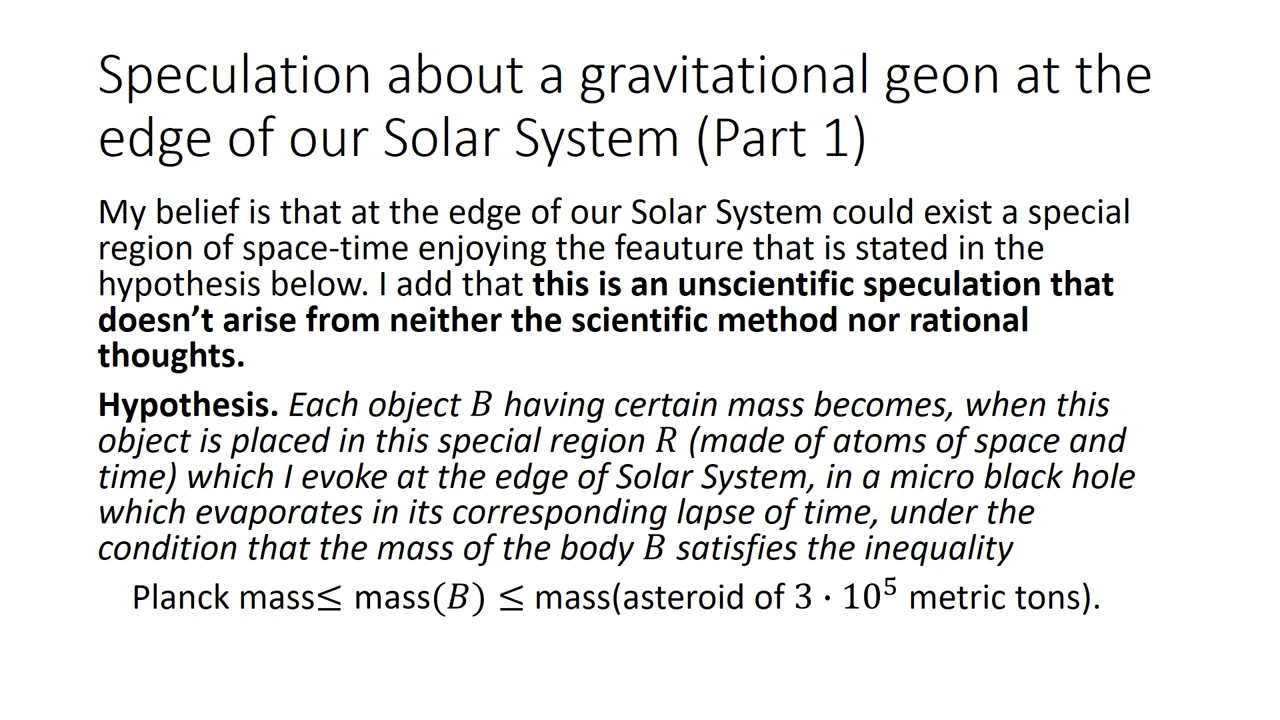 Speculation about a gravitational geon at the
edge of our Solar System (Part 1)
My belief is that at the edge of our Solar System could exist a special
region of space-time enjoying the feauture that is stated in the
hypothesis below. I add that this is an unscientific speculation that
doesn’t arise from neither the scientific method nor rational
thoughts.
Hypothesis. Each object B having certain mass becomes, when this
object is placed in this special region R (made of atoms of space and
time) which I evoke at the edge of Solar System, in a micro black hole
which evaporates in its corresponding lapse of time, under the
condition that the mass of the body B satisfies the inequality
Planck mass≤ mass(B) ≤ mass(asteroid of 3 · 10⁵ metric tons).